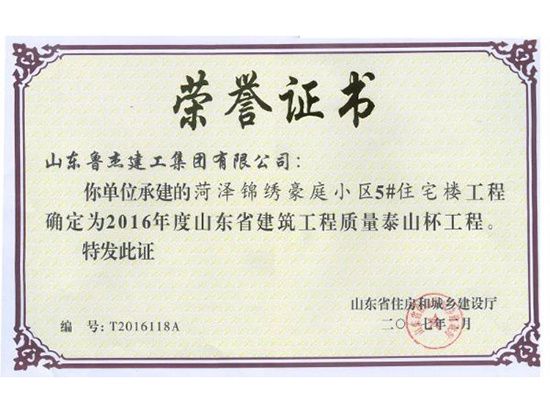 荣誉证书
山东鲁杰建工集团有限公司：
你单位承建的菏泽锦绣豪庭小区5#住宅楼工程
确定为2016年度山东省建筑工程质量泰山杯工程。
特发此证
山东省住房和城乡建设厅
编 号：T2016118A
二〇一七年 月